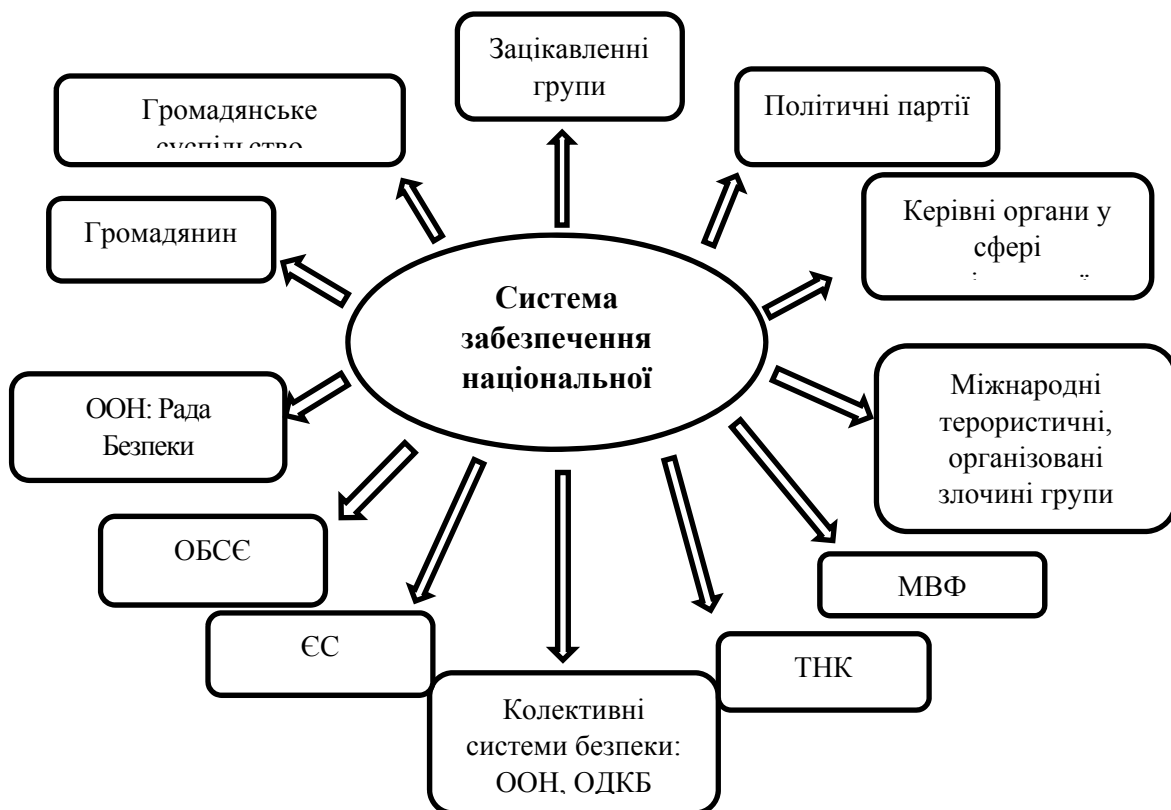 Зацікавленні
групи
Громадянське
суспільство
Політичні партії
Громадянин
Керівні органи у
сфері
Система
забезпечення
національної
ООН: Рада
Безпеки
Міжнародні
терористичні,
організовані
злочині групи
ОБСЄ
МВФ
ЄС
ТНК
Колективні
системи безпеки:
ООН, ОДКБ